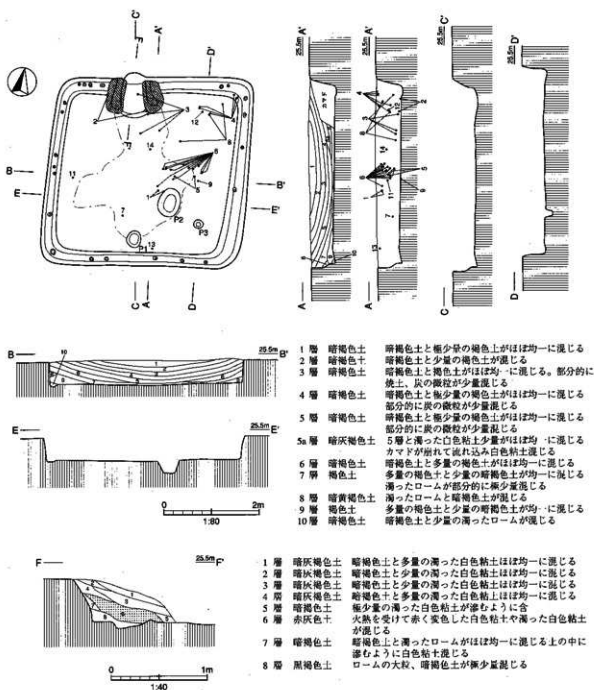 C'
F'
A'
D'
25.5m
A'
カマド
25.5m
C'
25.5m
D'
B
E
B'
E'
P2
P3
P1
F
C
A
D
A
A
C
D
B
25.5m
B'
E
25.5m
E'
0 2m
1:80
1 層 暗褐色土 暗褐色土と極少量の褐色土がほぼ均一に混じる
2 層 暗褐色土 暗褐色土と少量の褐色土が混じる
3 層 暗褐色土 暗褐色土と褐色土がほぼ均一に混じる。部分的に
焼土、炭の微粒が少量混じる
4 層 暗褐色土 暗褐色土と極少量の褐色土がほぼ均一に混じる
部分的に炭の微粒が少量混じる
5 層 暗褐色土 暗褐色土と極少量の褐色土がほぼ均一に混じる
部分的に炭の微粒が少量混じる
5a 層 暗灰褐色土 5層と濁った白色粘土少量がほぼ均一に混じる
カマドが崩れて流れ込み白色粘土混じる
6 層 暗褐色土 暗褐色土と多量の褐色土がほぼ均一に混じる
7 層 褐色土 多量の褐色土と少量の暗褐色土が均一に混じる
濁ったロームが部分的に極少量混じる
8 層 暗黄褐色土 濁ったロームと暗褐色土が混じる
9 層 褐色土 多量の褐色土と少量の暗褐色土が均一に混じる
10 層 暗褐色土 暗褐色土と少量の濁ったロームが混じる
F
25.5m
F'
0 1m
1:40
1 層 暗灰褐色土 暗褐色土と多量の濁った白色粘土ほぼ均一に混じる
2 層 暗灰褐色土 暗褐色土と少量の濁った白色粘土ほぼ均一に混じる
3 層 暗灰褐色土 暗褐色土と少量の濁った白色粘土ほぼ均一に混じる
4 層 暗灰褐色土 暗褐色土と多量の濁った白色粘土ほぼ均一に混じる
5 層 暗褐色土 極少量の濁った白色粘土が滲むように含
6 層 赤灰色土 火熱を受けて赤く変色した白色粘土や濁った白色粘土
が混じる
7 層 暗褐色土 暗褐色土と濁ったロームがほぼ均一に混じる土の中に
滲むように白色粘土混じる
8 層 黒褐色土 ロームの大粒、暗褐色土が極少量混じる